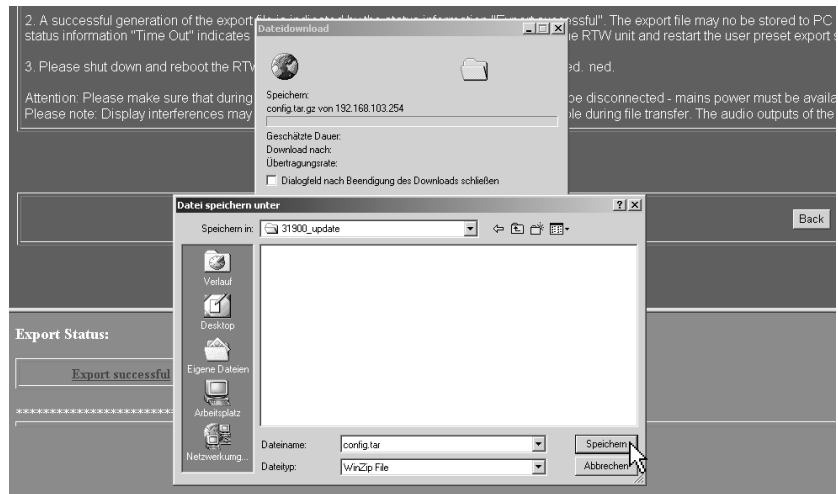 2. A successful generation of the export file is indicated by the status information "Export successful". The export file may no be stored to PC
status information "Time Out" indicates
e RTW unit and restart the user preset export s
3. Please shut down and reboot the RTW
ed. ned.
Attention: Please make sure that during
be disconnected - mains power must be availa
Please note: Display interferences may
ble during file transfer. The audio outputs of the
Dateidownload
Speichern:
config.tar.gz von 192.168.103.254
Geschätzte Dauer:
Download nach:
Übertragungsrate:
Dialogfeld nach Beendigung des Downloads schließen
Back
Datei speichern unter
Speichern in:
31900_update
Verlauf
Desktop
Eigene Dateien
Arbeitsplatz
Netzwerkumg...
Dateiname:
config.tar
Speichern
Dateityp:
WinZip File
Abbrechen
Export Status:
Export successful
**************************